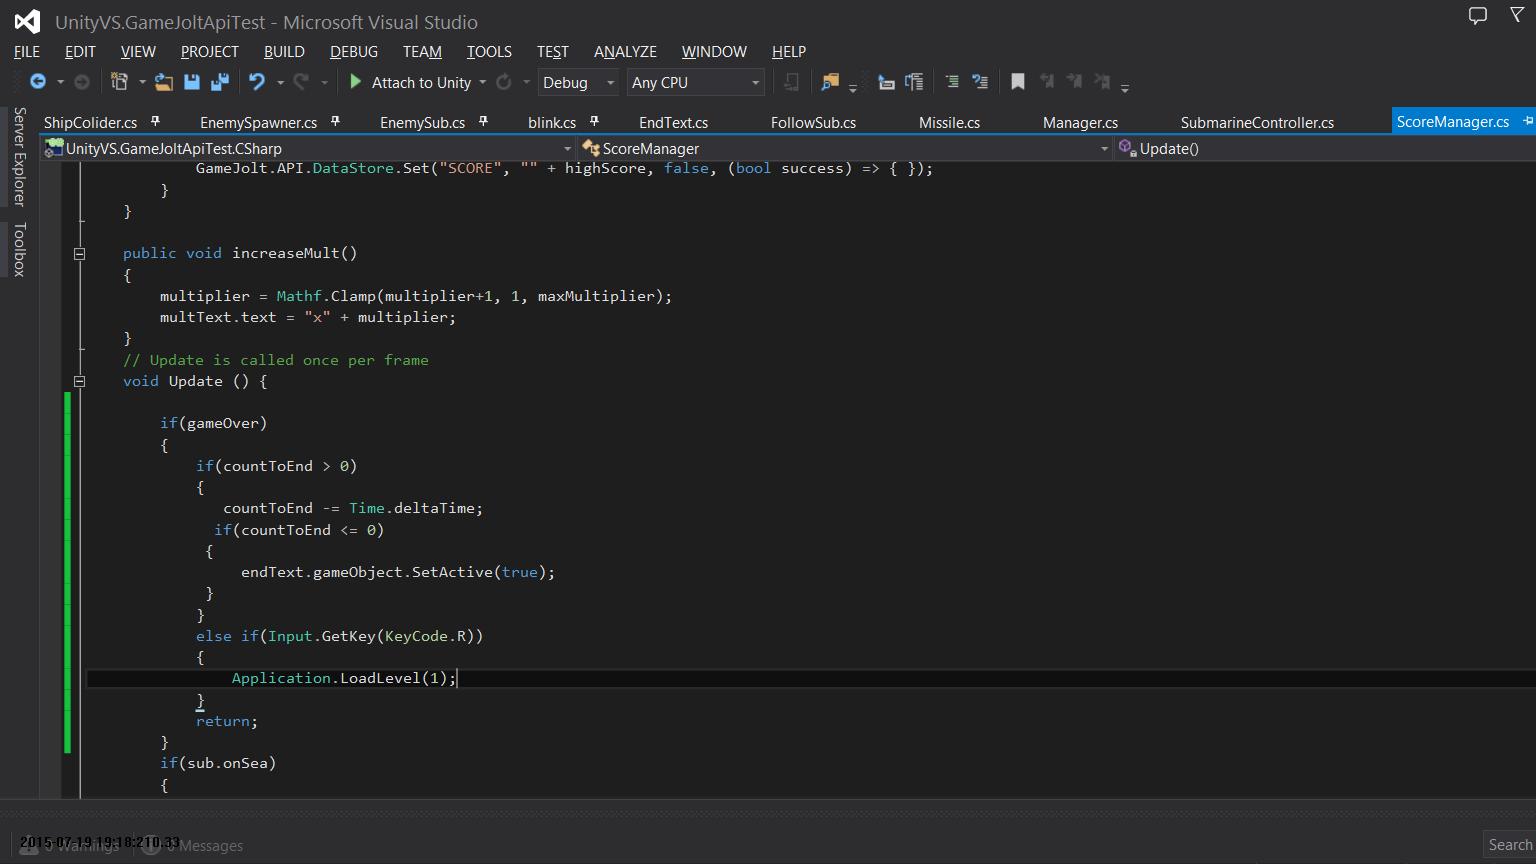 UnityVS.GameJoltApiTest - Microsoft Visual Studio
FILE EDIT VIEW PROJECT BUILD DEBUG TEAM TOOLS TEST ANALYZE WINDOW HELP
Attach to Unity Debug Any CPU
Server Explorer
Toolbox
ShipColider.cs EnemySpawner.cs EnemySub.cs blink.cs EndText.cs FollowSub.cs Missile.cs Manager.cs SubmarineController.cs ScoreManager.cs
UnityVS.GameJoltApiTest.CSharp ScoreManager Update()
GameJolt.API.DataStore.Set("SCORE", "" + highScore, false, (bool success) => { });
}
}
public void increaseMult()
{
multiplier = Mathf.Clamp(multiplier+1, 1, maxMultiplier);
multText.text = "x" + multiplier;
}
// Update is called once per frame
void Update () {
if(gameOver)
{
if(countToEnd > 0)
{
countToEnd -= Time.deltaTime;
if(countToEnd <= 0)
{
endText.gameObject.SetActive(true);
}
}
else if(Input.GetKey(KeyCode.R))
{
Application.LoadLevel(1);
}
return;
}
if(sub.onSea)
{
2015-07-19 19:18:210.33
0 Warnings 0 Messages
Search